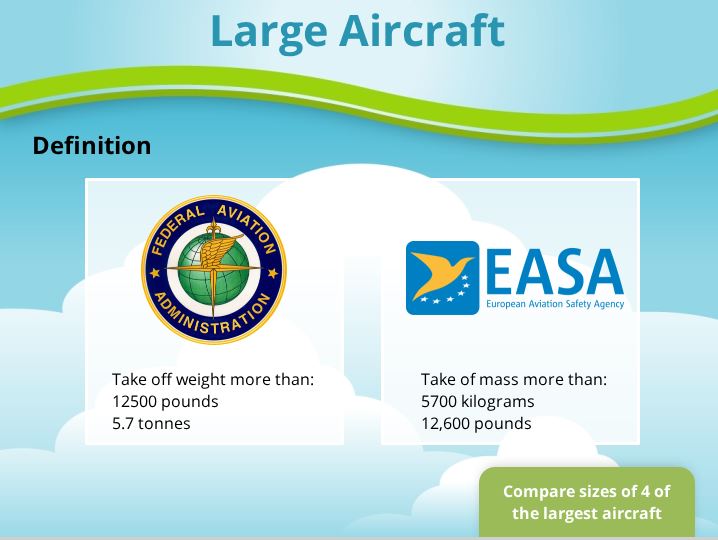 Large Aircraft
Definition
FEDERAL AVIATION
ADMINISTRATION
EASA
European Aviation Safety Agency
Take off weight more than:
12500 pounds
5.7 tonnes
Take of mass more than:
5700 kilograms
12,600 pounds
Compare sizes of 4 of
the largest aircraft